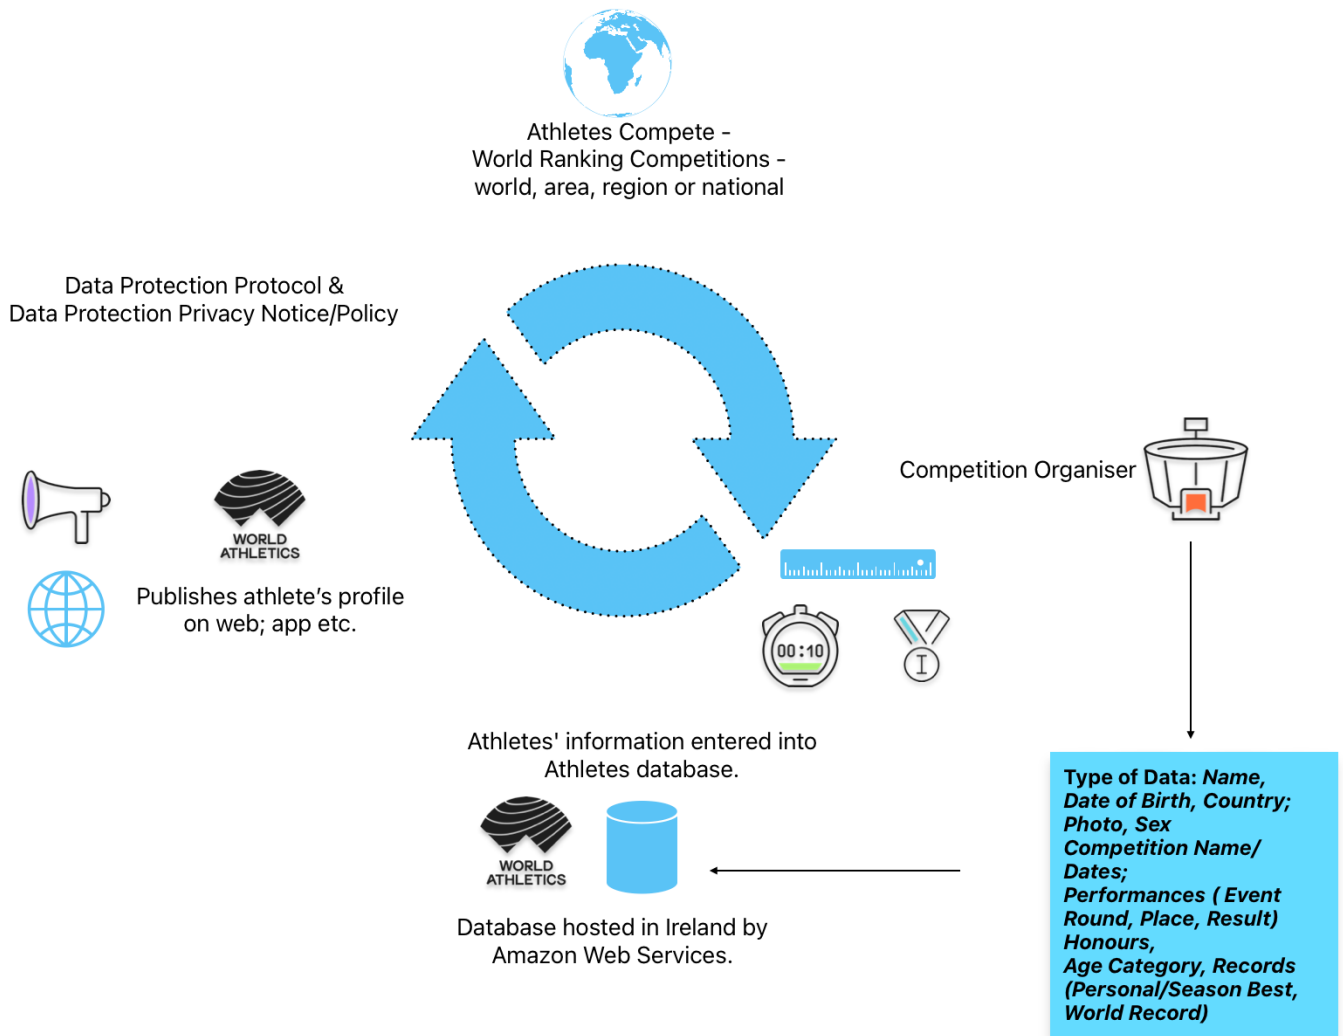 Athletes Compete -
World Ranking Competitions -
world, area, region or national
Data Protection Protocol &
Data Protection Privacy Notice/Policy
Competition Organiser
WORLD
ATHLETICS
Publishes athlete’s profile
on web; app etc.
00:10
I
Athletes' information entered into
Athletes database.
WORLD
ATHLETICS
Database hosted in Ireland by
Amazon Web Services.
Type of Data: Name,
Date of Birth, Country;
Photo, Sex
Competition Name/
Dates;
Performances ( Event
Round, Place, Result)
Honours,
Age Category, Records
(Personal/Season Best,
World Record)